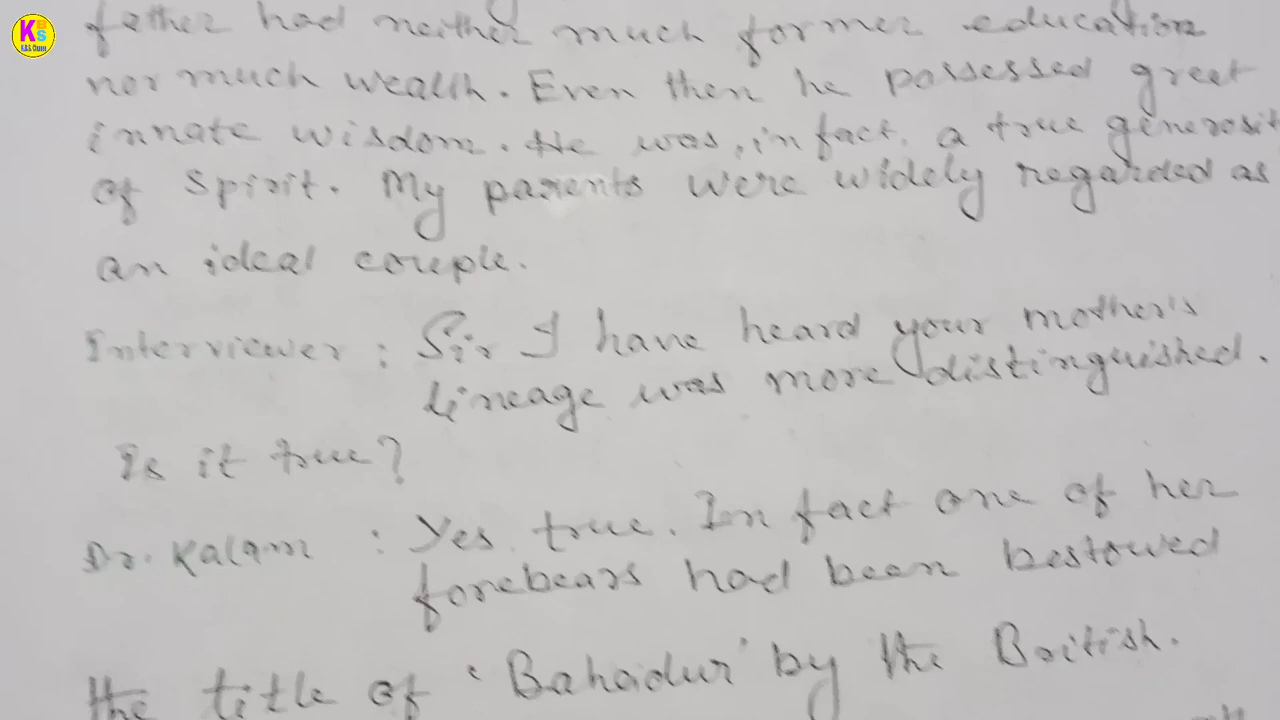 KS
K&S Classes
father had neither much former education
nor much wealth. Even then he possessed great
innate wisdom. He was, in fact, a true generosit
of spirit. My parents were widely regarded as
an ideal couple.
Interviewer : Sir I have heard your mother's
lineage was more distinguished.
Is it true?
Dr. Kalam : Yes true. In fact one of her
forebears had been bestowed
the title of 'Bahadur' by the British.